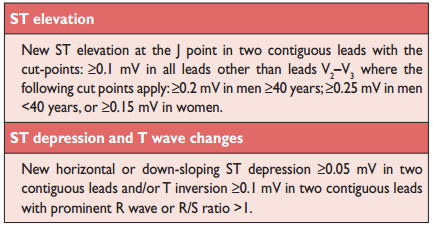 ST elevation
New ST elevation at the J point in two contiguous leads with the
cut-points: ≥0.1 mV in all leads other than leads V₂–V₃ where the
following cut points apply: ≥0.2 mV in men ≥40 years; ≥0.25 mV in men
<40 years, or ≥0.15 mV in women.
ST depression and T wave changes
New horizontal or down-sloping ST depression ≥0.05 mV in two
contiguous leads and/or T inversion ≥0.1 mV in two contiguous leads
with prominent R wave or R/S ratio >1.